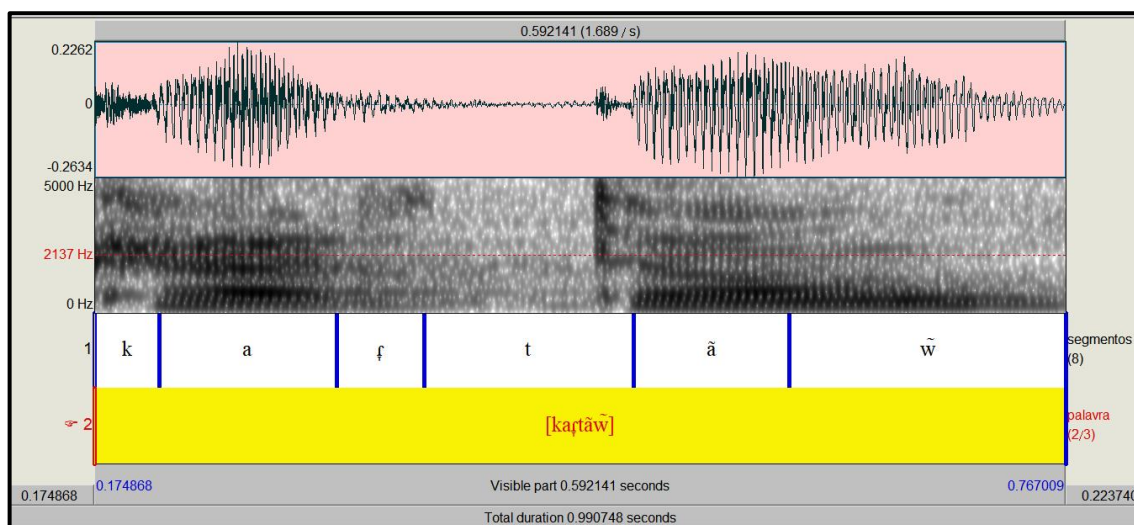 0.592141 (1.689 / s)
0.2262
0
-0.2634
5000 Hz
2137 Hz
0 Hz
1 k a ɾ̞ t ã w̃ segmentos
(8)
☞ 2 [kaɾ̞tãw̃] palavra
(2/3)
0.174868 Visible part 0.592141 seconds 0.767009
0.174868 0.223740
Total duration 0.990748 seconds